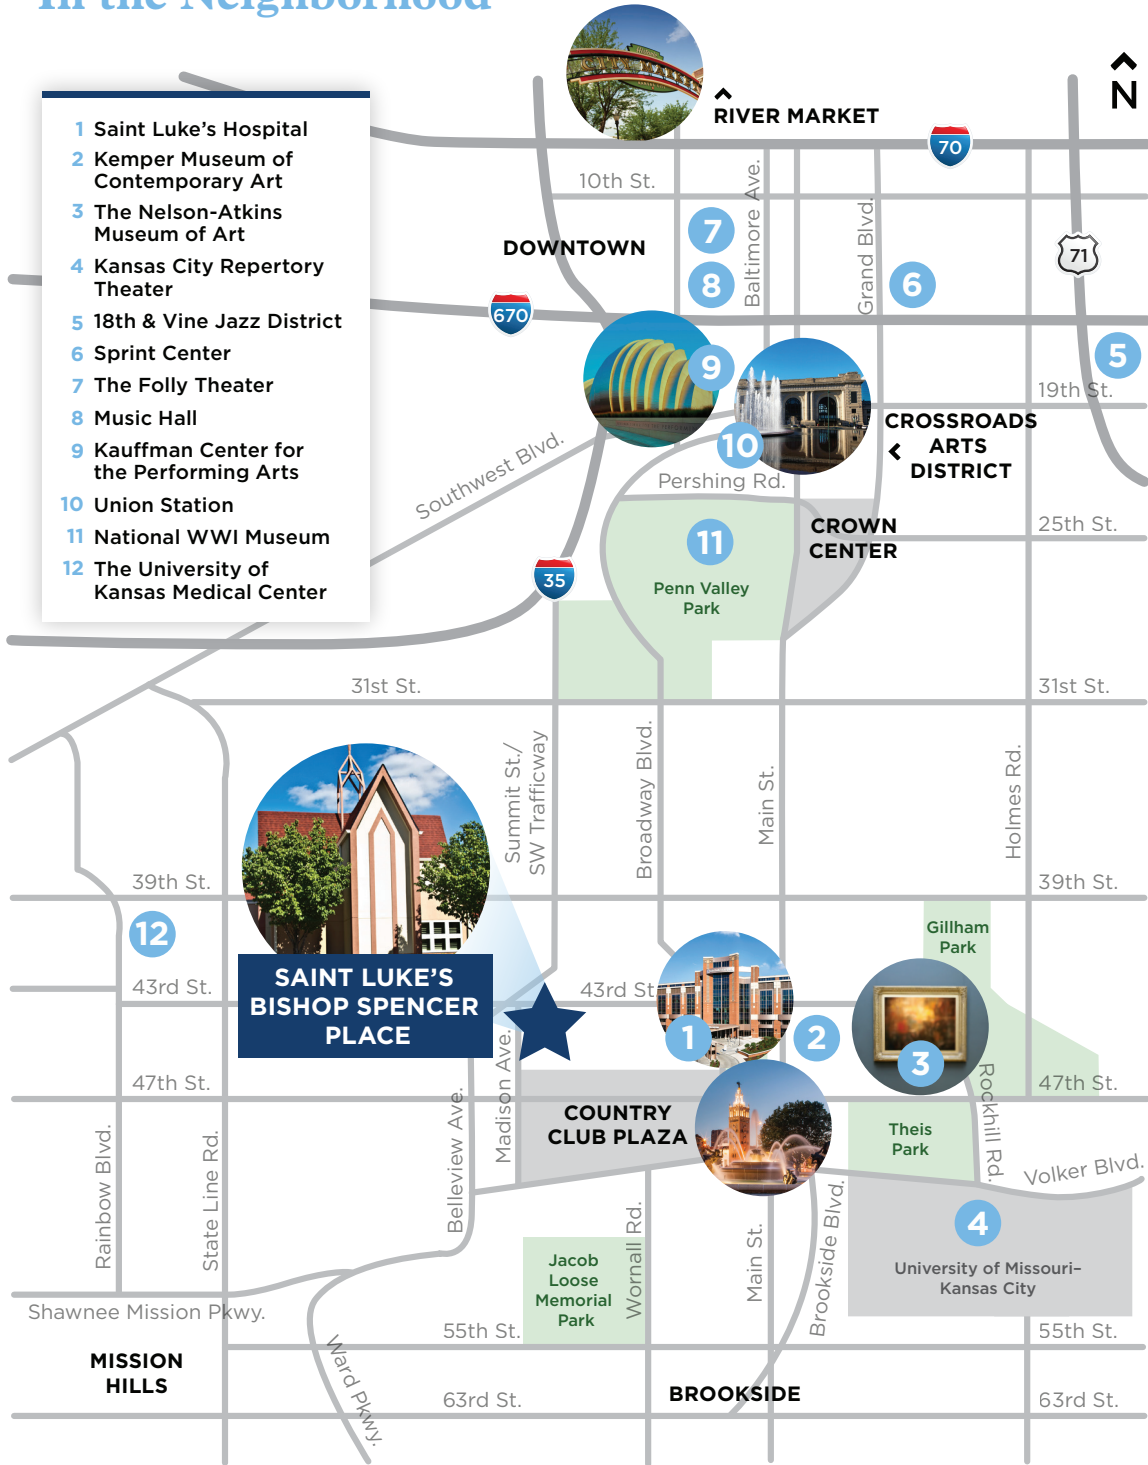 In the Neighborhood
RIVER MARKET
N
1 Saint Luke's Hospital
2 Kemper Museum of
Contemporary Art
3 The Nelson-Atkins
Museum of Art
4 Kansas City Repertory
Theater
5 18th & Vine Jazz District
6 Sprint Center
7 The Folly Theater
8 Music Hall
9 Kauffman Center for
the Performing Arts
10 Union Station
11 National WWI Museum
12 The University of
Kansas Medical Center
70
10th St.
Baltimore Ave.
Grand Blvd.
7
DOWNTOWN
71
8
6
670
5
9
19th St.
CROSSROADS
ARTS
DISTRICT
10
Southwest Blvd.
Pershing Rd.
25th St.
CROWN
CENTER
11
35
Penn Valley
Park
31st St.
31st St.
Summit St./
SW Trafficway
Broadway Blvd.
Main St.
Holmes Rd.
39th St.
39th St.
12
Gillham
Park
SAINT LUKE'S
BISHOP SPENCER
PLACE
43rd St.
43rd St.
1
2
3
47th St.
47th St.
Madison Ave.
Belleview Ave.
Rockhill Rd.
COUNTRY
CLUB PLAZA
Theis
Park
Rainbow Blvd.
State Line Rd.
Volker Blvd.
4
University of Missouri–
Kansas City
Wornall Rd.
Main St.
Brookside Blvd.
Jacob
Loose
Memorial
Park
Shawnee Mission Pkwy.
55th St.
55th St.
Ward Pkwy.
MISSION
HILLS
BROOKSIDE
63rd St.
63rd St.